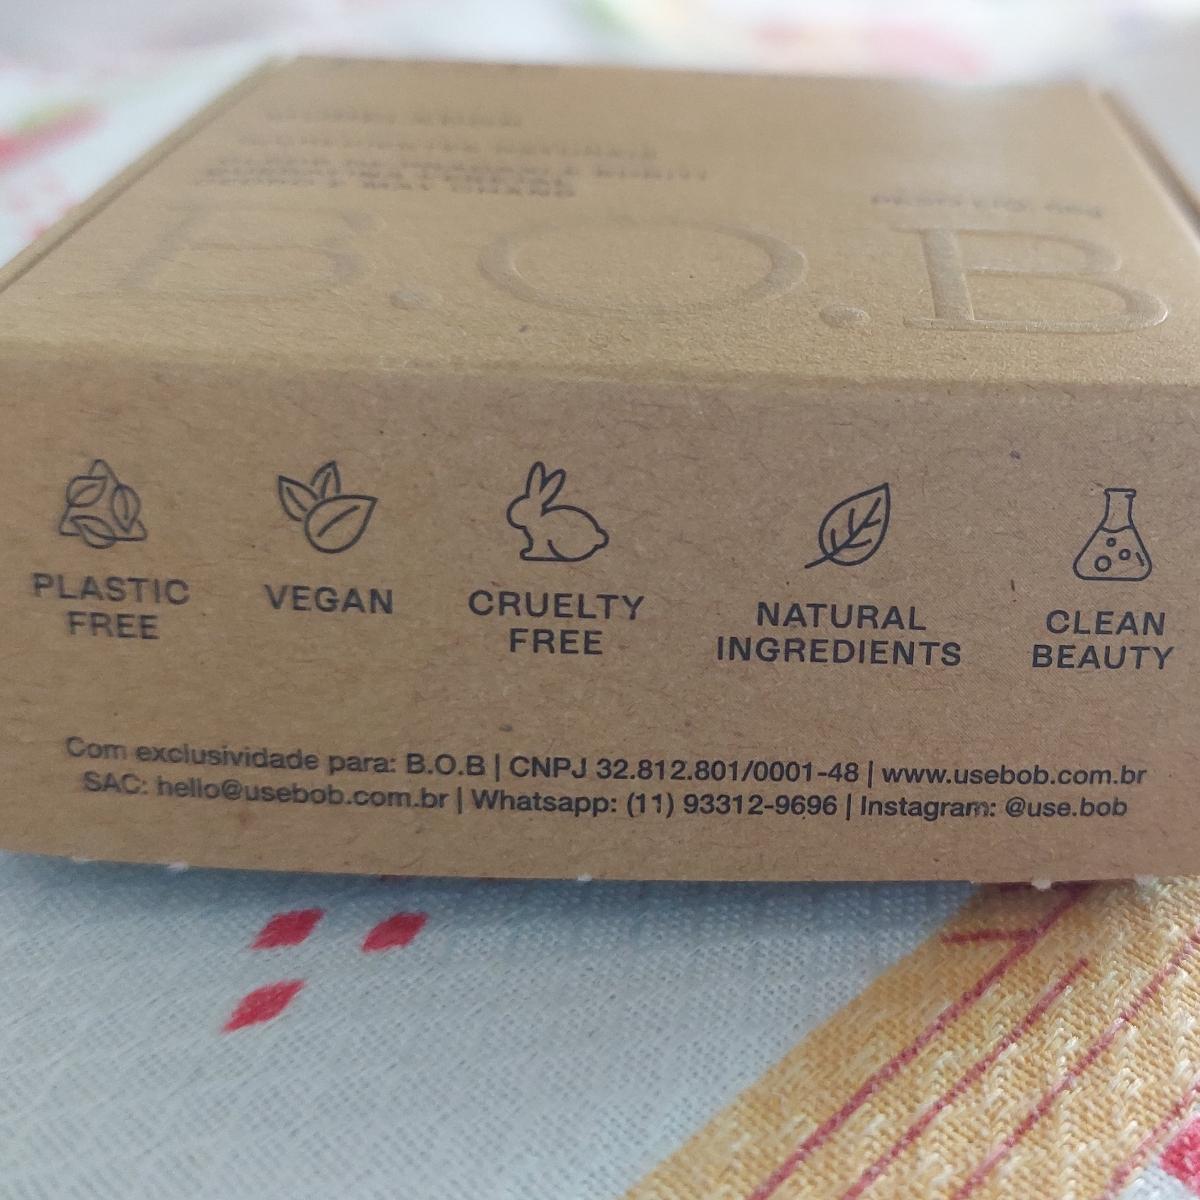 B.O.B
PLASTIC
FREE
VEGAN
CRUELTY
FREE
NATURAL
INGREDIENTS
CLEAN
BEAUTY
Com exclusividade para: B.O.B | CNPJ 32.812.801/0001-48 | www.usebob.com.br
SAC: hello@usebob.com.br | Whatsapp: (11) 93312-9696 | Instagram: @use.bob